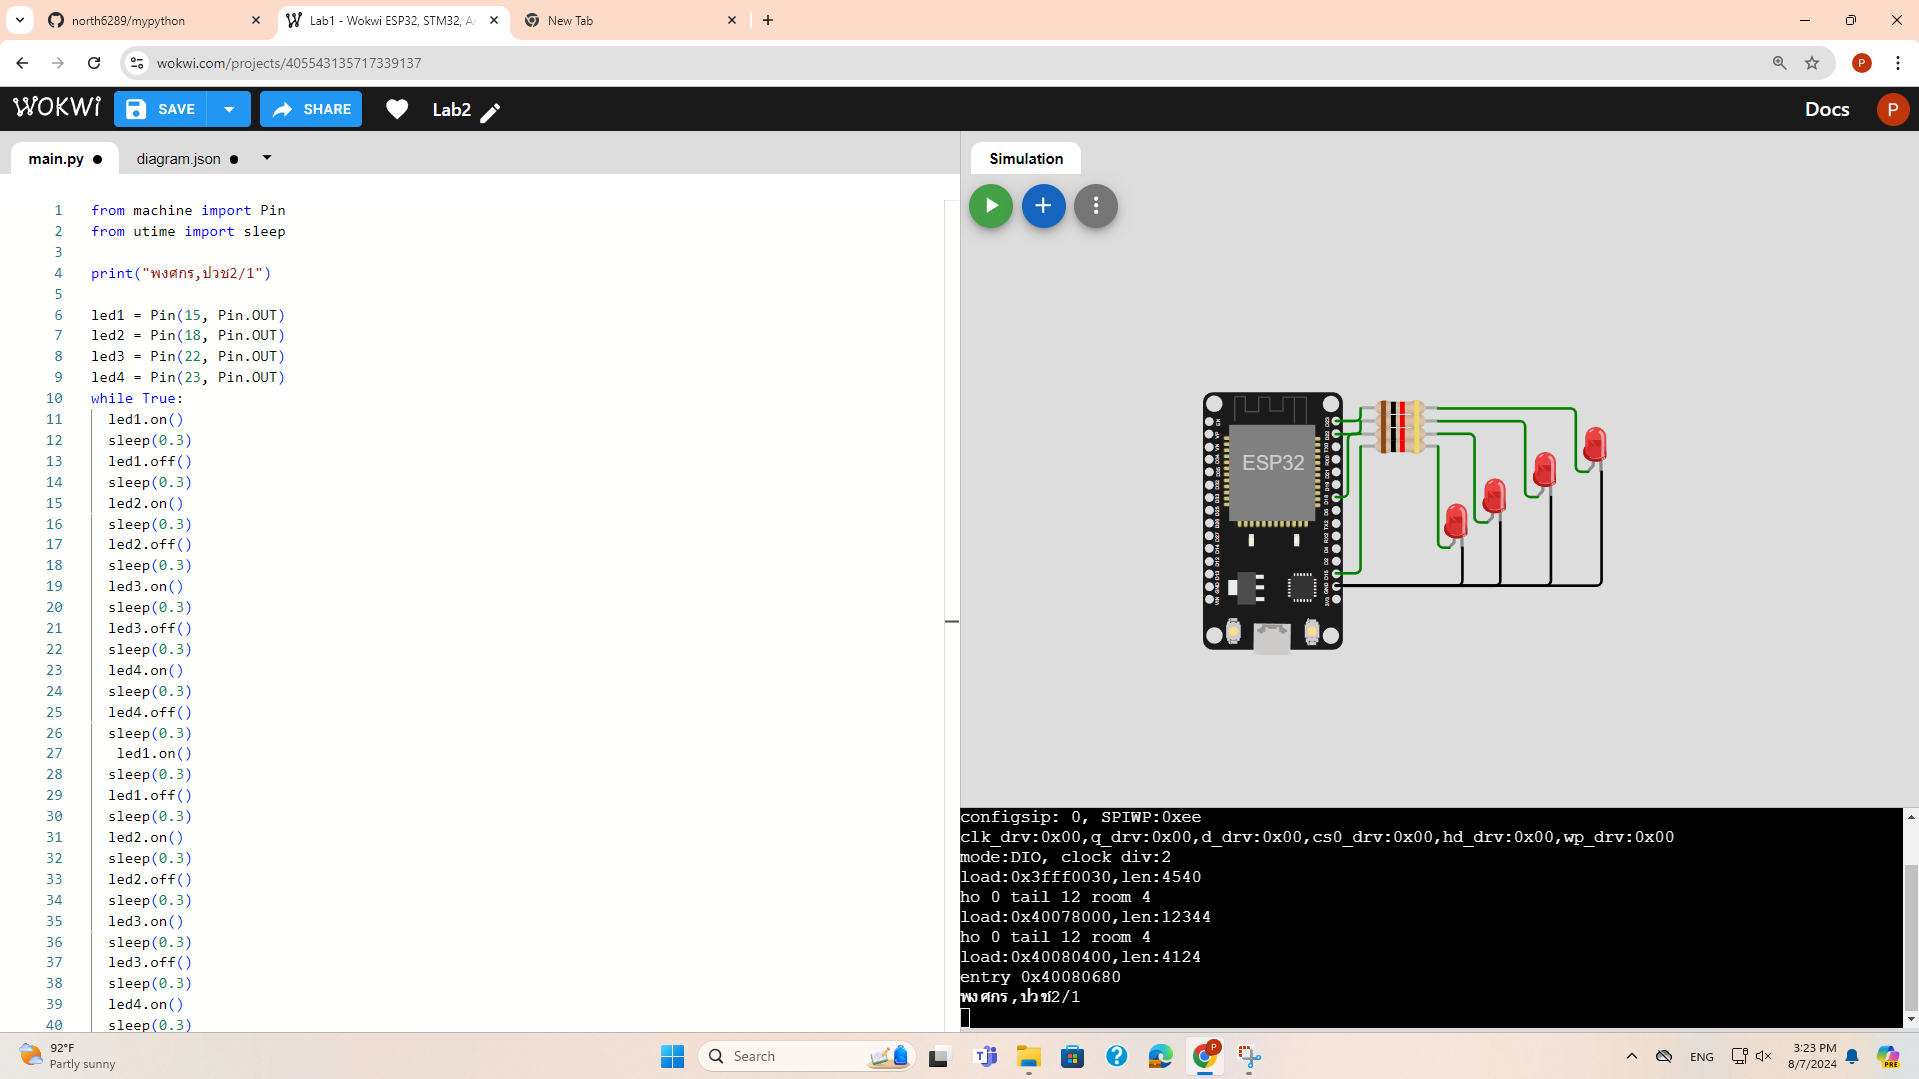 north6289/mypython
Lab1 - Wokwi ESP32, STM32, A
New Tab
wokwi.com/projects/405543135717339137
P
WOKWI
SAVE
SHARE
Lab2
Docs
P
main.py
diagram.json
1 from machine import Pin
2 from utime import sleep
3
4 print("พงศกร,ปวช2/1")
5
6 led1 = Pin(15, Pin.OUT)
7 led2 = Pin(18, Pin.OUT)
8 led3 = Pin(22, Pin.OUT)
9 led4 = Pin(23, Pin.OUT)
10 while True:
11 led1.on()
12 sleep(0.3)
13 led1.off()
14 sleep(0.3)
15 led2.on()
16 sleep(0.3)
17 led2.off()
18 sleep(0.3)
19 led3.on()
20 sleep(0.3)
21 led3.off()
22 sleep(0.3)
23 led4.on()
24 sleep(0.3)
25 led4.off()
26 sleep(0.3)
27 led1.on()
28 sleep(0.3)
29 led1.off()
30 sleep(0.3)
31 led2.on()
32 sleep(0.3)
33 led2.off()
34 sleep(0.3)
35 led3.on()
36 sleep(0.3)
37 led3.off()
38 sleep(0.3)
39 led4.on()
40 sleep(0.3)
Simulation
ESP32
configsip: 0, SPIWP:0xee
clk_drv:0x00,q_drv:0x00,d_drv:0x00,cs0_drv:0x00,hd_drv:0x00,wp_drv:0x00
mode:DIO, clock div:2
load:0x3fff0030,len:4540
ho 0 tail 12 room 4
load:0x40078000,len:12344
ho 0 tail 12 room 4
load:0x40080400,len:4124
entry 0x40080680
พงศกร,ปวช2/1
92°F
Partly sunny
Search
P
ENG
3:23 PM
8/7/2024
PRE